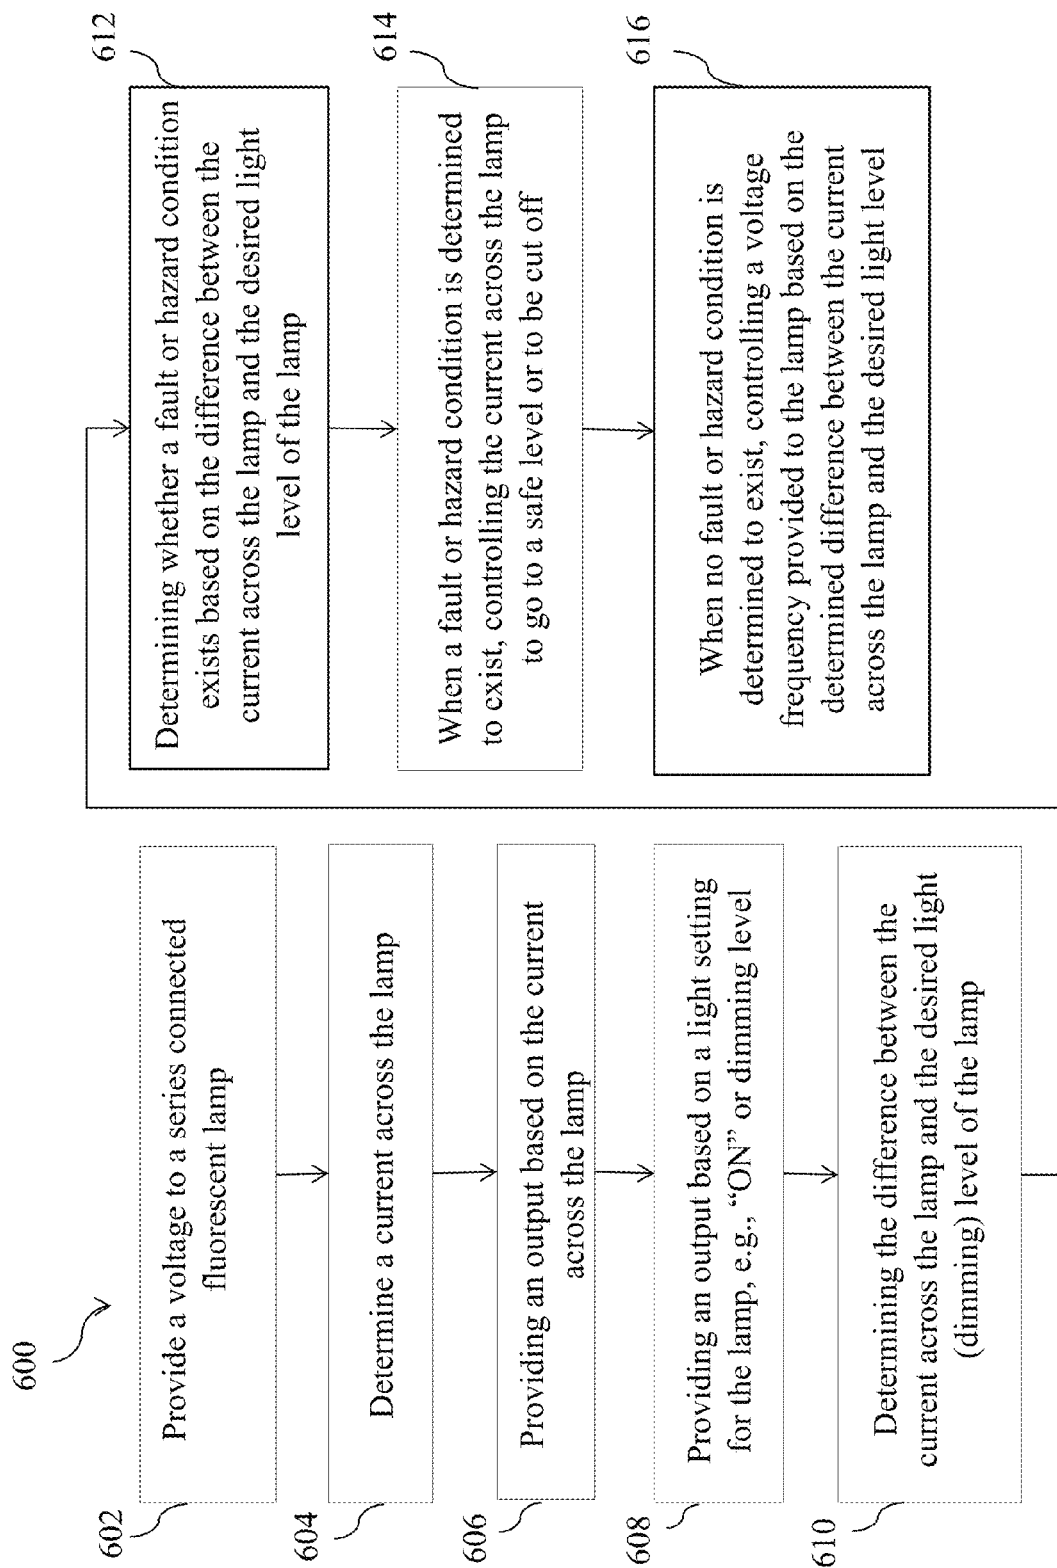 600
602
Provide a voltage to a series connected
fluorescent lamp
604
Determine a current across the lamp
606
Providing an output based on the current
across the lamp
608
Providing an output based on a light setting
for the lamp, e.g., “ON” or dimming level
610
Determining the difference between the
current across the lamp and the desired light
(dimming) level of the lamp
612
Determining whether a fault or hazard condition
exists based on the difference between the
current across the lamp and the desired light
level of the lamp
614
When a fault or hazard condition is determined
to exist, controlling the current across the lamp
to go to a safe level or to be cut off
616
When no fault or hazard condition is
determined to exist, controlling a voltage
frequency provided to the lamp based on the
determined difference between the current
across the lamp and the desired light level